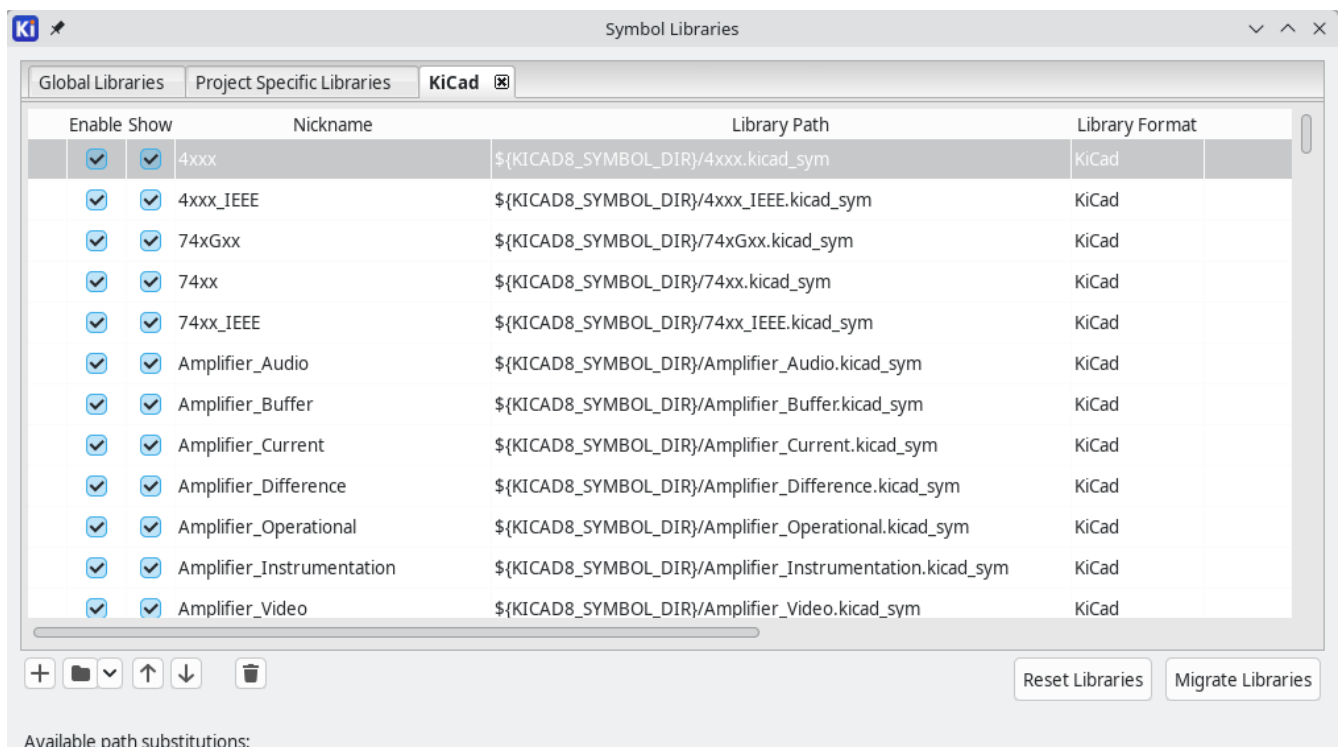 Ki Symbol Libraries
Global Libraries Project Specific Libraries KiCad
Enable Show Nickname Library Path Library Format
4xxx ${KICAD8_SYMBOL_DIR}/4xxx.kicad_sym KiCad
4xxx_IEEE ${KICAD8_SYMBOL_DIR}/4xxx_IEEE.kicad_sym KiCad
74xGxx ${KICAD8_SYMBOL_DIR}/74xGxx.kicad_sym KiCad
74xx ${KICAD8_SYMBOL_DIR}/74xx.kicad_sym KiCad
74xx_IEEE ${KICAD8_SYMBOL_DIR}/74xx_IEEE.kicad_sym KiCad
Amplifier_Audio ${KICAD8_SYMBOL_DIR}/Amplifier_Audio.kicad_sym KiCad
Amplifier_Buffer ${KICAD8_SYMBOL_DIR}/Amplifier_Buffer.kicad_sym KiCad
Amplifier_Current ${KICAD8_SYMBOL_DIR}/Amplifier_Current.kicad_sym KiCad
Amplifier_Difference ${KICAD8_SYMBOL_DIR}/Amplifier_Difference.kicad_sym KiCad
Amplifier_Operational ${KICAD8_SYMBOL_DIR}/Amplifier_Operational.kicad_sym KiCad
Amplifier_Instrumentation ${KICAD8_SYMBOL_DIR}/Amplifier_Instrumentation.kicad_sym KiCad
Amplifier_Video ${KICAD8_SYMBOL_DIR}/Amplifier_Video.kicad_sym KiCad
Reset Libraries Migrate Libraries
Available path substitutions: